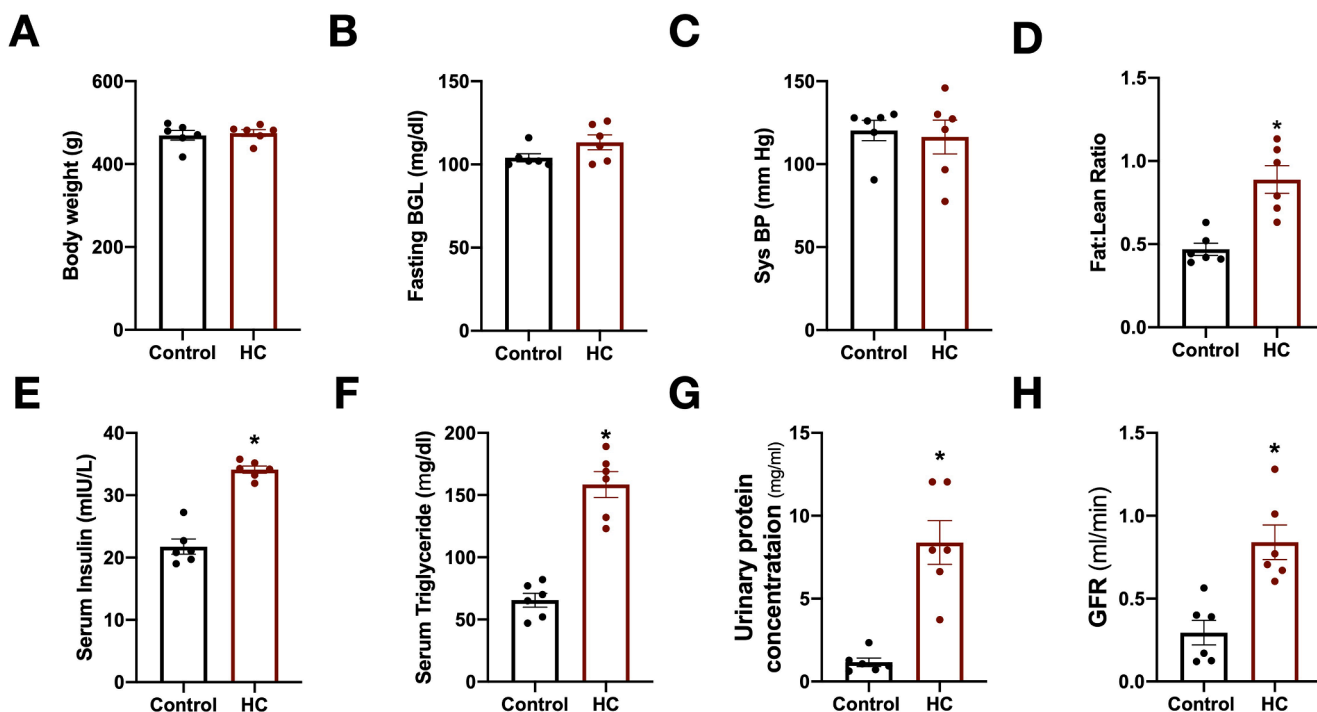 A
Body weight (g)
600
400
200
0
Control
HC
B
Fasting BGL (mg/dl)
150
100
50
0
Control
HC
C
Sys BP (mm Hg)
150
100
50
0
Control
HC
D
Fat:Lean Ratio
1.5
1.0
0.5
0.0
*
Control
HC
E
Serum Insulin (mIU/L)
40
30
20
10
0
*
Control
HC
F
Serum Triglyceride (mg/dl)
200
150
100
50
0
*
Control
HC
G
Urinary protein
concentrataion (mg/ml)
15
10
5
0
*
Control
HC
H
GFR (ml/min)
1.5
1.0
0.5
0.0
*
Control
HC